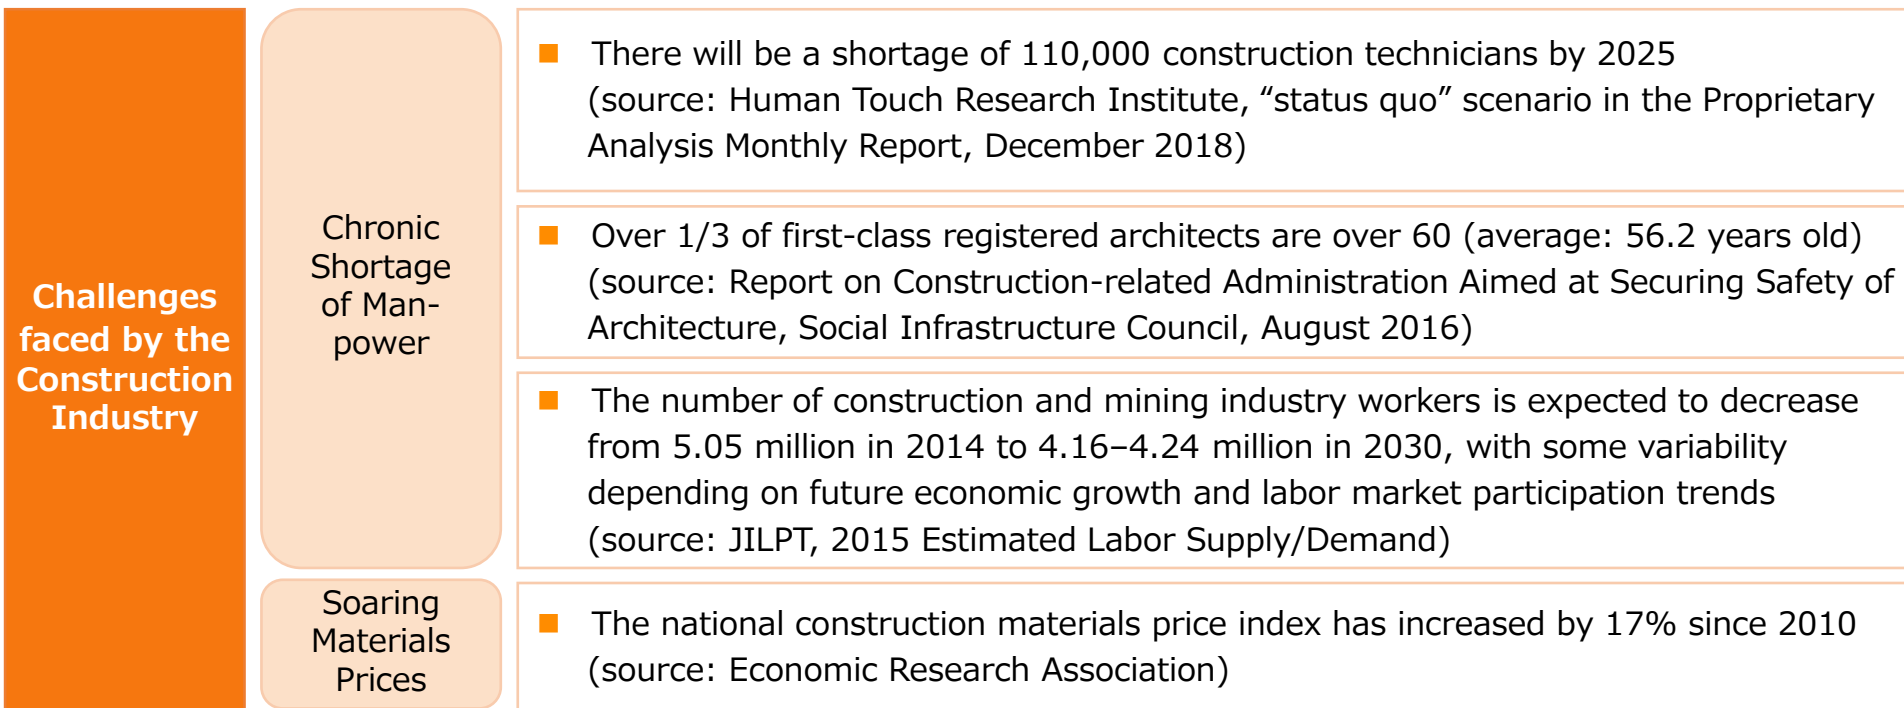 Challenges
faced by the
Construction
Industry
Chronic
Shortage
of Man-
power
■ There will be a shortage of 110,000 construction technicians by 2025
(source: Human Touch Research Institute, “status quo” scenario in the Proprietary
Analysis Monthly Report, December 2018)
■ Over 1/3 of first-class registered architects are over 60 (average: 56.2 years old)
(source: Report on Construction-related Administration Aimed at Securing Safety of
Architecture, Social Infrastructure Council, August 2016)
■ The number of construction and mining industry workers is expected to decrease
from 5.05 million in 2014 to 4.16–4.24 million in 2030, with some variability
depending on future economic growth and labor market participation trends
(source: JILPT, 2015 Estimated Labor Supply/Demand)
Soaring
Materials
Prices
■ The national construction materials price index has increased by 17% since 2010
(source: Economic Research Association)